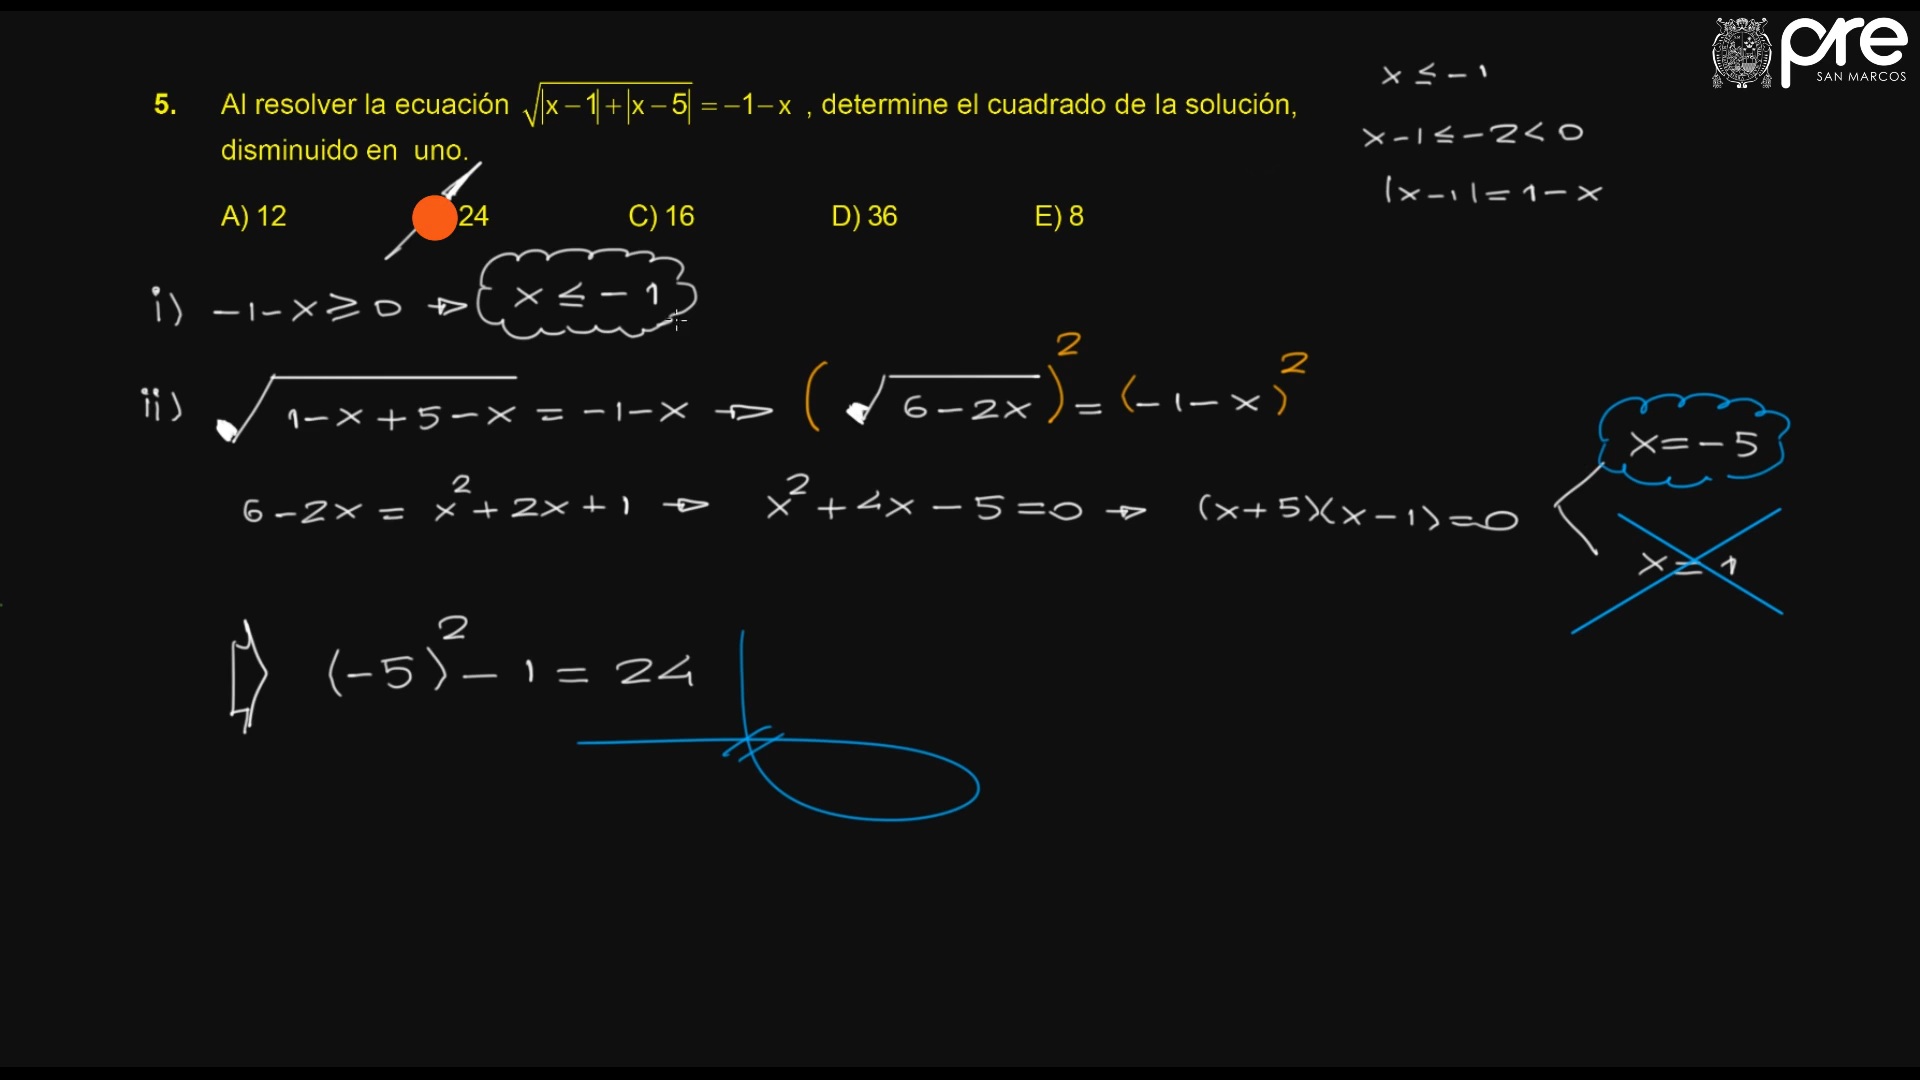 pre
SAN MARCOS
5. Al resolver la ecuación √|x−1|+|x−5| = −1−x , determine el cuadrado de la solución,
disminuido en uno.
A) 12 24 C) 16 D) 36 E) 8
x ≤ −1
x−1 ≤ −2 < 0
|x−1| = 1−x
i) −1−x ≥ 0 → x ≤ −1
ii) √1−x+5−x = −1−x → (√6−2x)² = (−1−x)²
6−2x = x²+2x+1 → x²+4x−5=0 → (x+5)(x−1)=0
x=−5
x=1
(−5)²−1 = 24